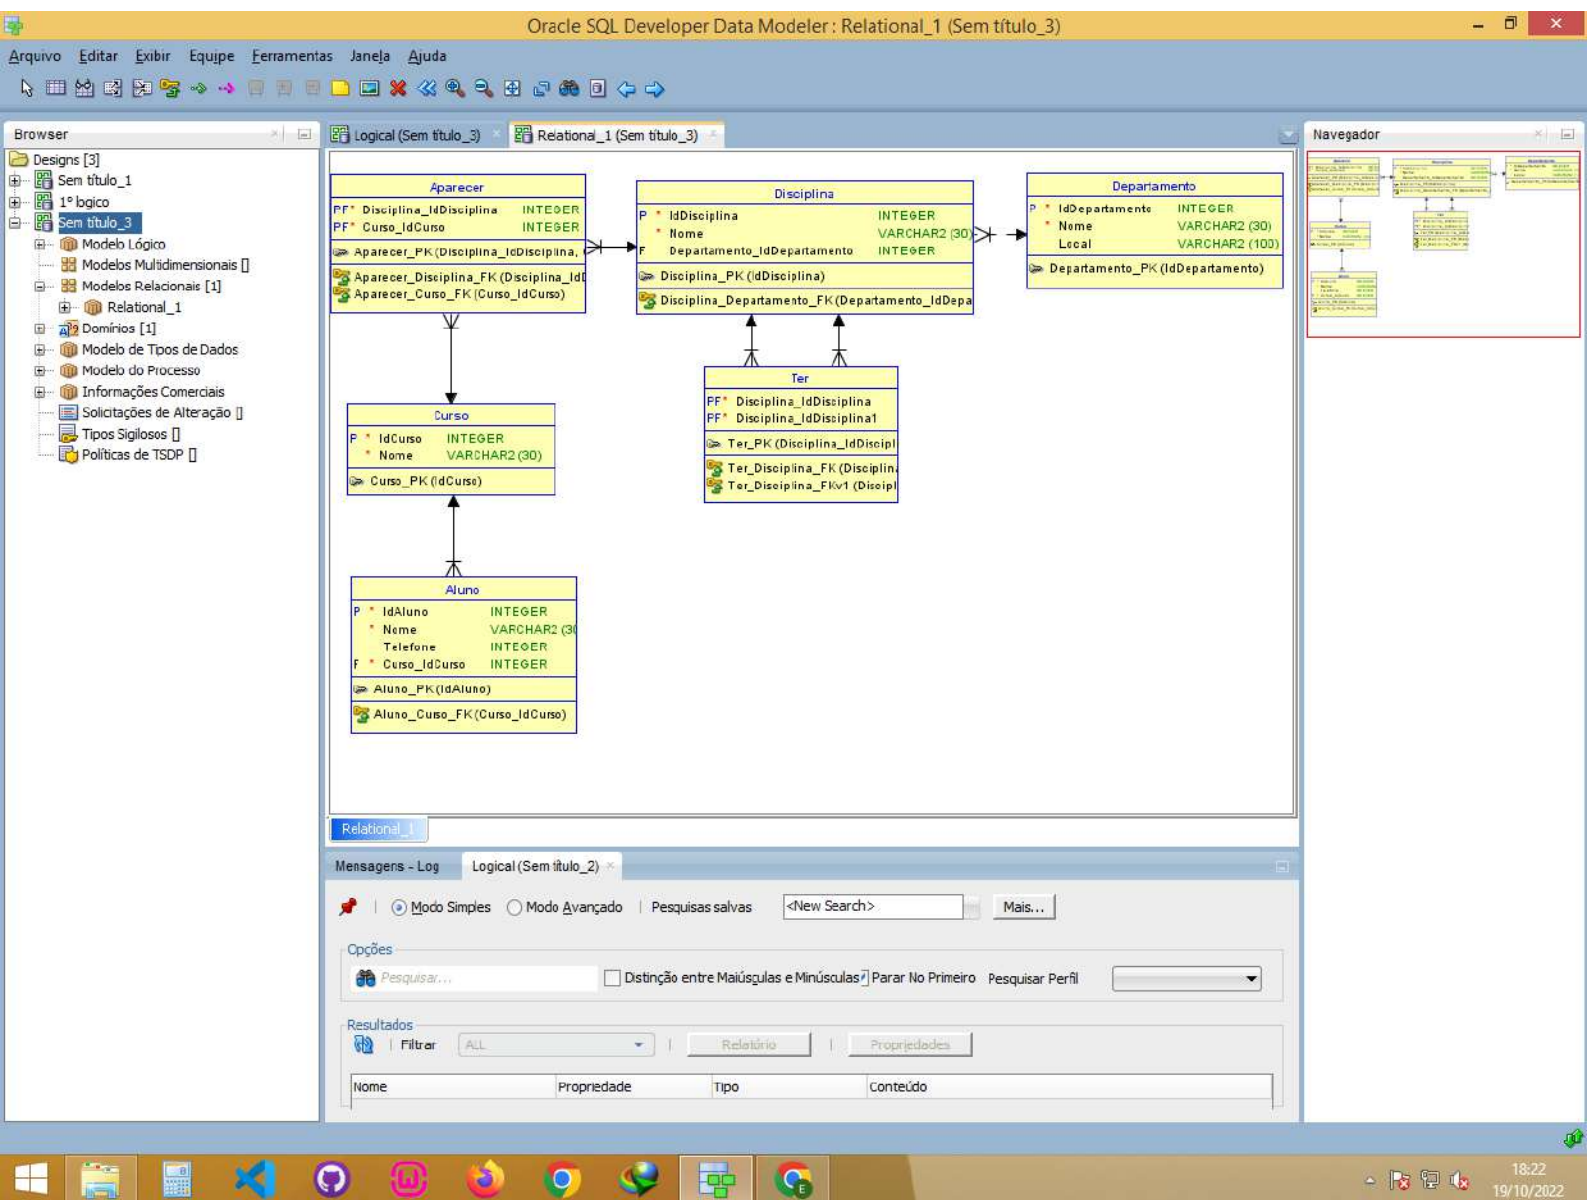 Oracle SQL Developer Data Modeler : Relational_1 (Sem título_3)
Arquivo Editar Exibir Equipe Ferramentas Janela Ajuda
Browser
Designs [3]
Sem título_1
1º logico
Sem título_3
Modelo Lógico
Modelos Multidimensionais []
Modelos Relacionais [1]
Relational_1
Domínios [1]
Modelo de Tipos de Dados
Modelo do Processo
Informações Comerciais
Solicitações de Alteração []
Tipos Sigilosos []
Políticas de TSDP []
Logical (Sem título_3)
Relational_1 (Sem título_3)
Aparecer
PF* Disciplina_IdDisciplina INTEGER
PF* Curso_IdCurso INTEGER
Aparecer_PK (Disciplina_IdDisciplina,
Aparecer_Disciplina_FK (Disciplina_IdD
Aparecer_Curso_FK (Curso_IdCurso)
Disciplina
P * IdDisciplina INTEGER
* Nome VARCHAR2 (30)
F Departamento_IdDepartamento INTEGER
Disciplina_PK (IdDisciplina)
Disciplina_Departamento_FK (Departamento_IdDepa
Departamento
P * IdDepartamento INTEGER
* Nome VARCHAR2 (30)
Local VARCHAR2 (100)
Departamento_PK (IdDepartamento)
Curso
P * IdCurso INTEGER
* Nome VARCHAR2 (30)
Curso_PK (IdCurso)
Ter
PF* Disciplina_IdDisciplina
PF* Disciplina_IdDisciplina1
Ter_PK (Disciplina_IdDiscipl
Ter_Disciplina_FK (Disciplin
Ter_Disciplina_FKv1 (Discipl
Aluno
P * IdAluno INTEGER
* Nome VARCHAR2 (30
Telefone INTEGER
F * Curso_IdCurso INTEGER
Aluno_PK (IdAluno)
Aluno_Curso_FK (Curso_IdCurso)
Relational_1
Navegador
Mensagens - Log
Logical (Sem título_2)
Modo Simples Modo Avançado Pesquisas salvas <New Search> Mais...
Opções
Pesquisar... Distinção entre Maiúsculas e Minúsculas Parar No Primeiro Pesquisar Perfil
Resultados
Filtrar ALL Relatório Propriedades
Nome Propriedade Tipo Conteúdo
18:22
19/10/2022